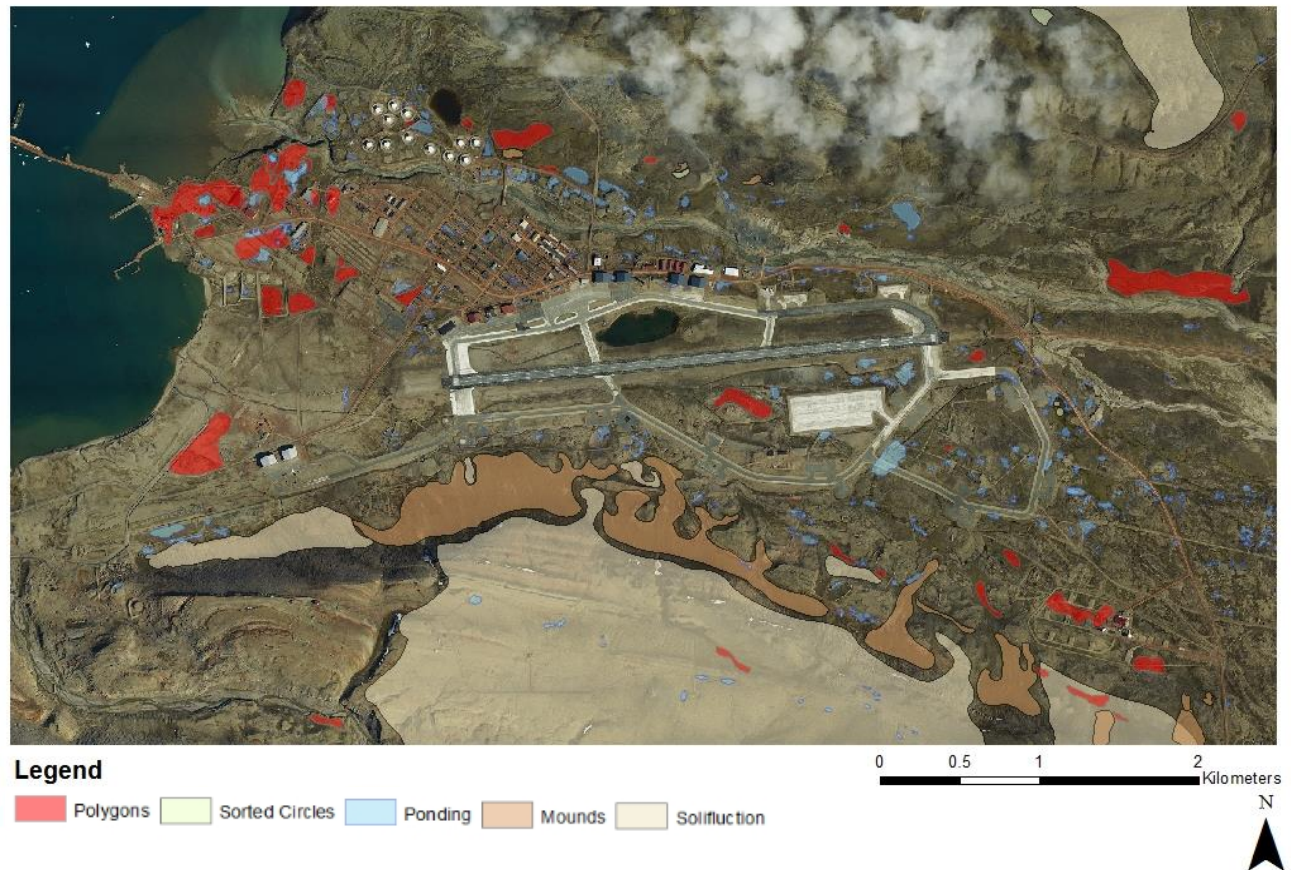 Legend
Polygons Sorted Circles Ponding Mounds Solifluction
0 0.5 1 2
Kilometers
N